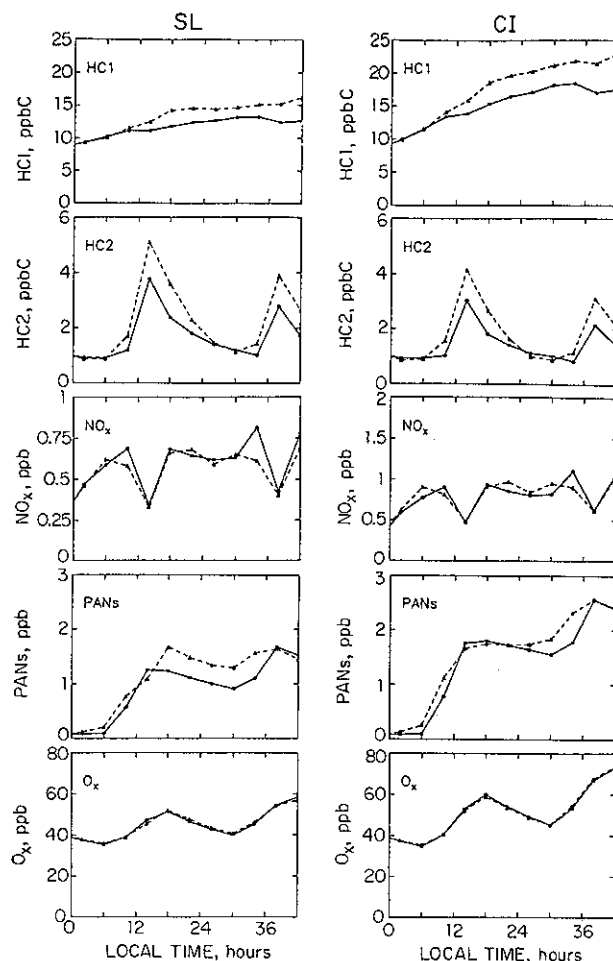 SL
CI
25
20
15
10
5
0
HC1
HC1, ppbC
25
20
15
10
5
0
HC1
HC1, ppbC
6
4
2
0
HC2
HC2, ppbC
6
4
2
0
HC2
HC2, ppbC
1
0.75
0.5
0.25
0
NOx
NOx, ppb
2
1.5
1
0.5
0
NOx
NOx, ppb
3
2
1
0
PANs
PANs, ppb
3
2
1
0
PANs
PANs, ppb
80
60
40
20
0
Ox
Ox, ppb
80
60
40
20
0
Ox
Ox, ppb
0 12 24 36
0 12 24 36
LOCAL TIME, hours
LOCAL TIME, hours